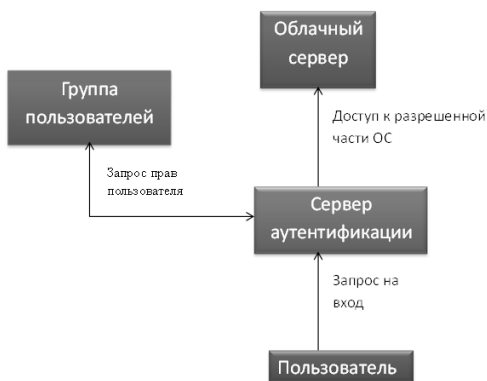 Облачный
сервер
Группа
пользователей
Доступ к разрешенной
части ОС
Запрос прав
пользователя
Сервер
аутентификации
Запрос на
вход
Пользователь